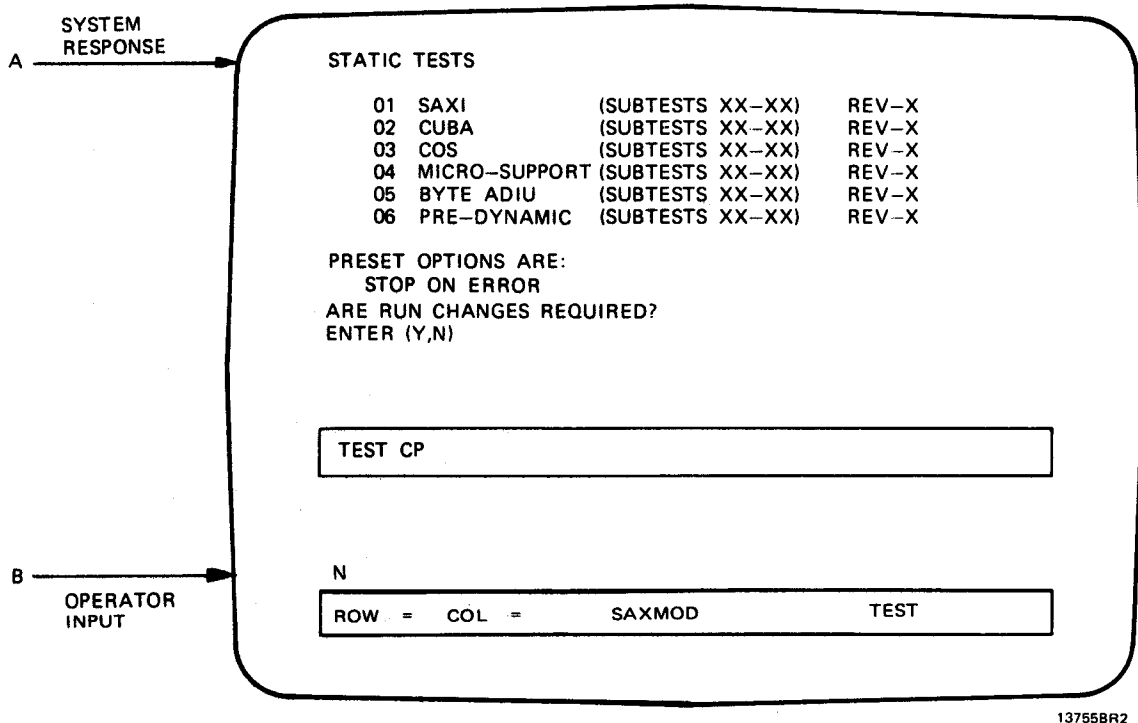 SYSTEM
RESPONSE
A
STATIC TESTS
01 SAXI (SUBTESTS XX-XX) REV-X
02 CUBA (SUBTESTS XX-XX) REV-X
03 COS (SUBTESTS XX-XX) REV-X
04 MICRO-SUPPORT (SUBTESTS XX-XX) REV-X
05 BYTE ADIU (SUBTESTS XX-XX) REV-X
06 PRE-DYNAMIC (SUBTESTS XX-XX) REV-X
PRESET OPTIONS ARE:
STOP ON ERROR
ARE RUN CHANGES REQUIRED?
ENTER (Y,N)
TEST CP
B
OPERATOR
INPUT
N
ROW = COL = SAXMOD TEST
13755BR2